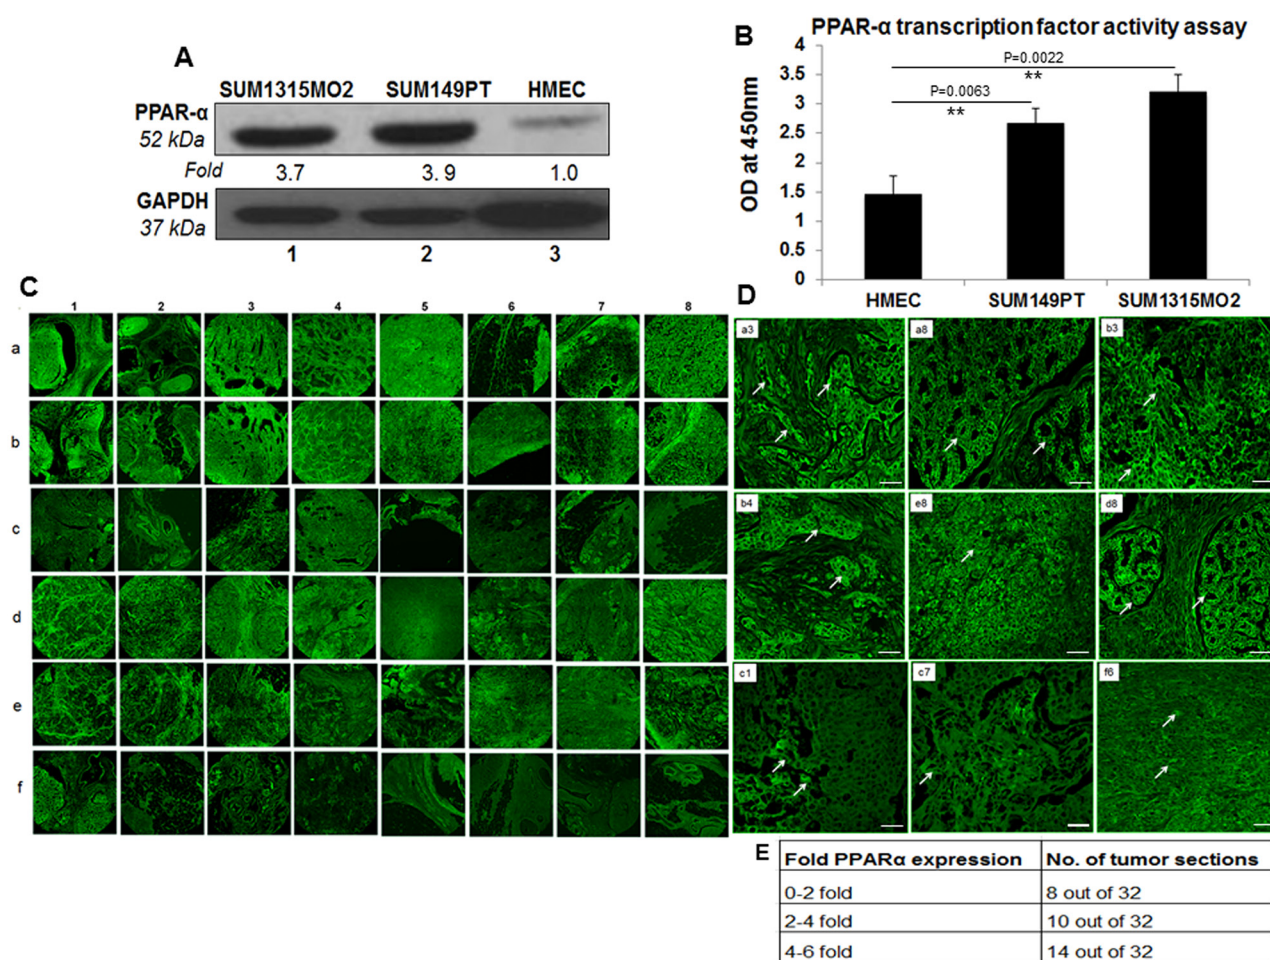 A
SUM1315MO2 SUM149PT HMEC
PPAR-α
52 kDa
Fold 3.7 3.9 1.0
GAPDH
37 kDa
1 2 3
B
PPAR-α transcription factor activity assay
P=0.0022
**
P=0.0063
**
OD at 450nm
4
3.5
3
2.5
2
1.5
1
0.5
0
HMEC SUM149PT SUM1315MO2
C
1 2 3 4 5 6 7 8
a
b
c
d
e
f
D
a3 a8 b3
b4 e8 d8
c1 c7 f6
E
Fold PPARα expression No. of tumor sections
0-2 fold 8 out of 32
2-4 fold 10 out of 32
4-6 fold 14 out of 32